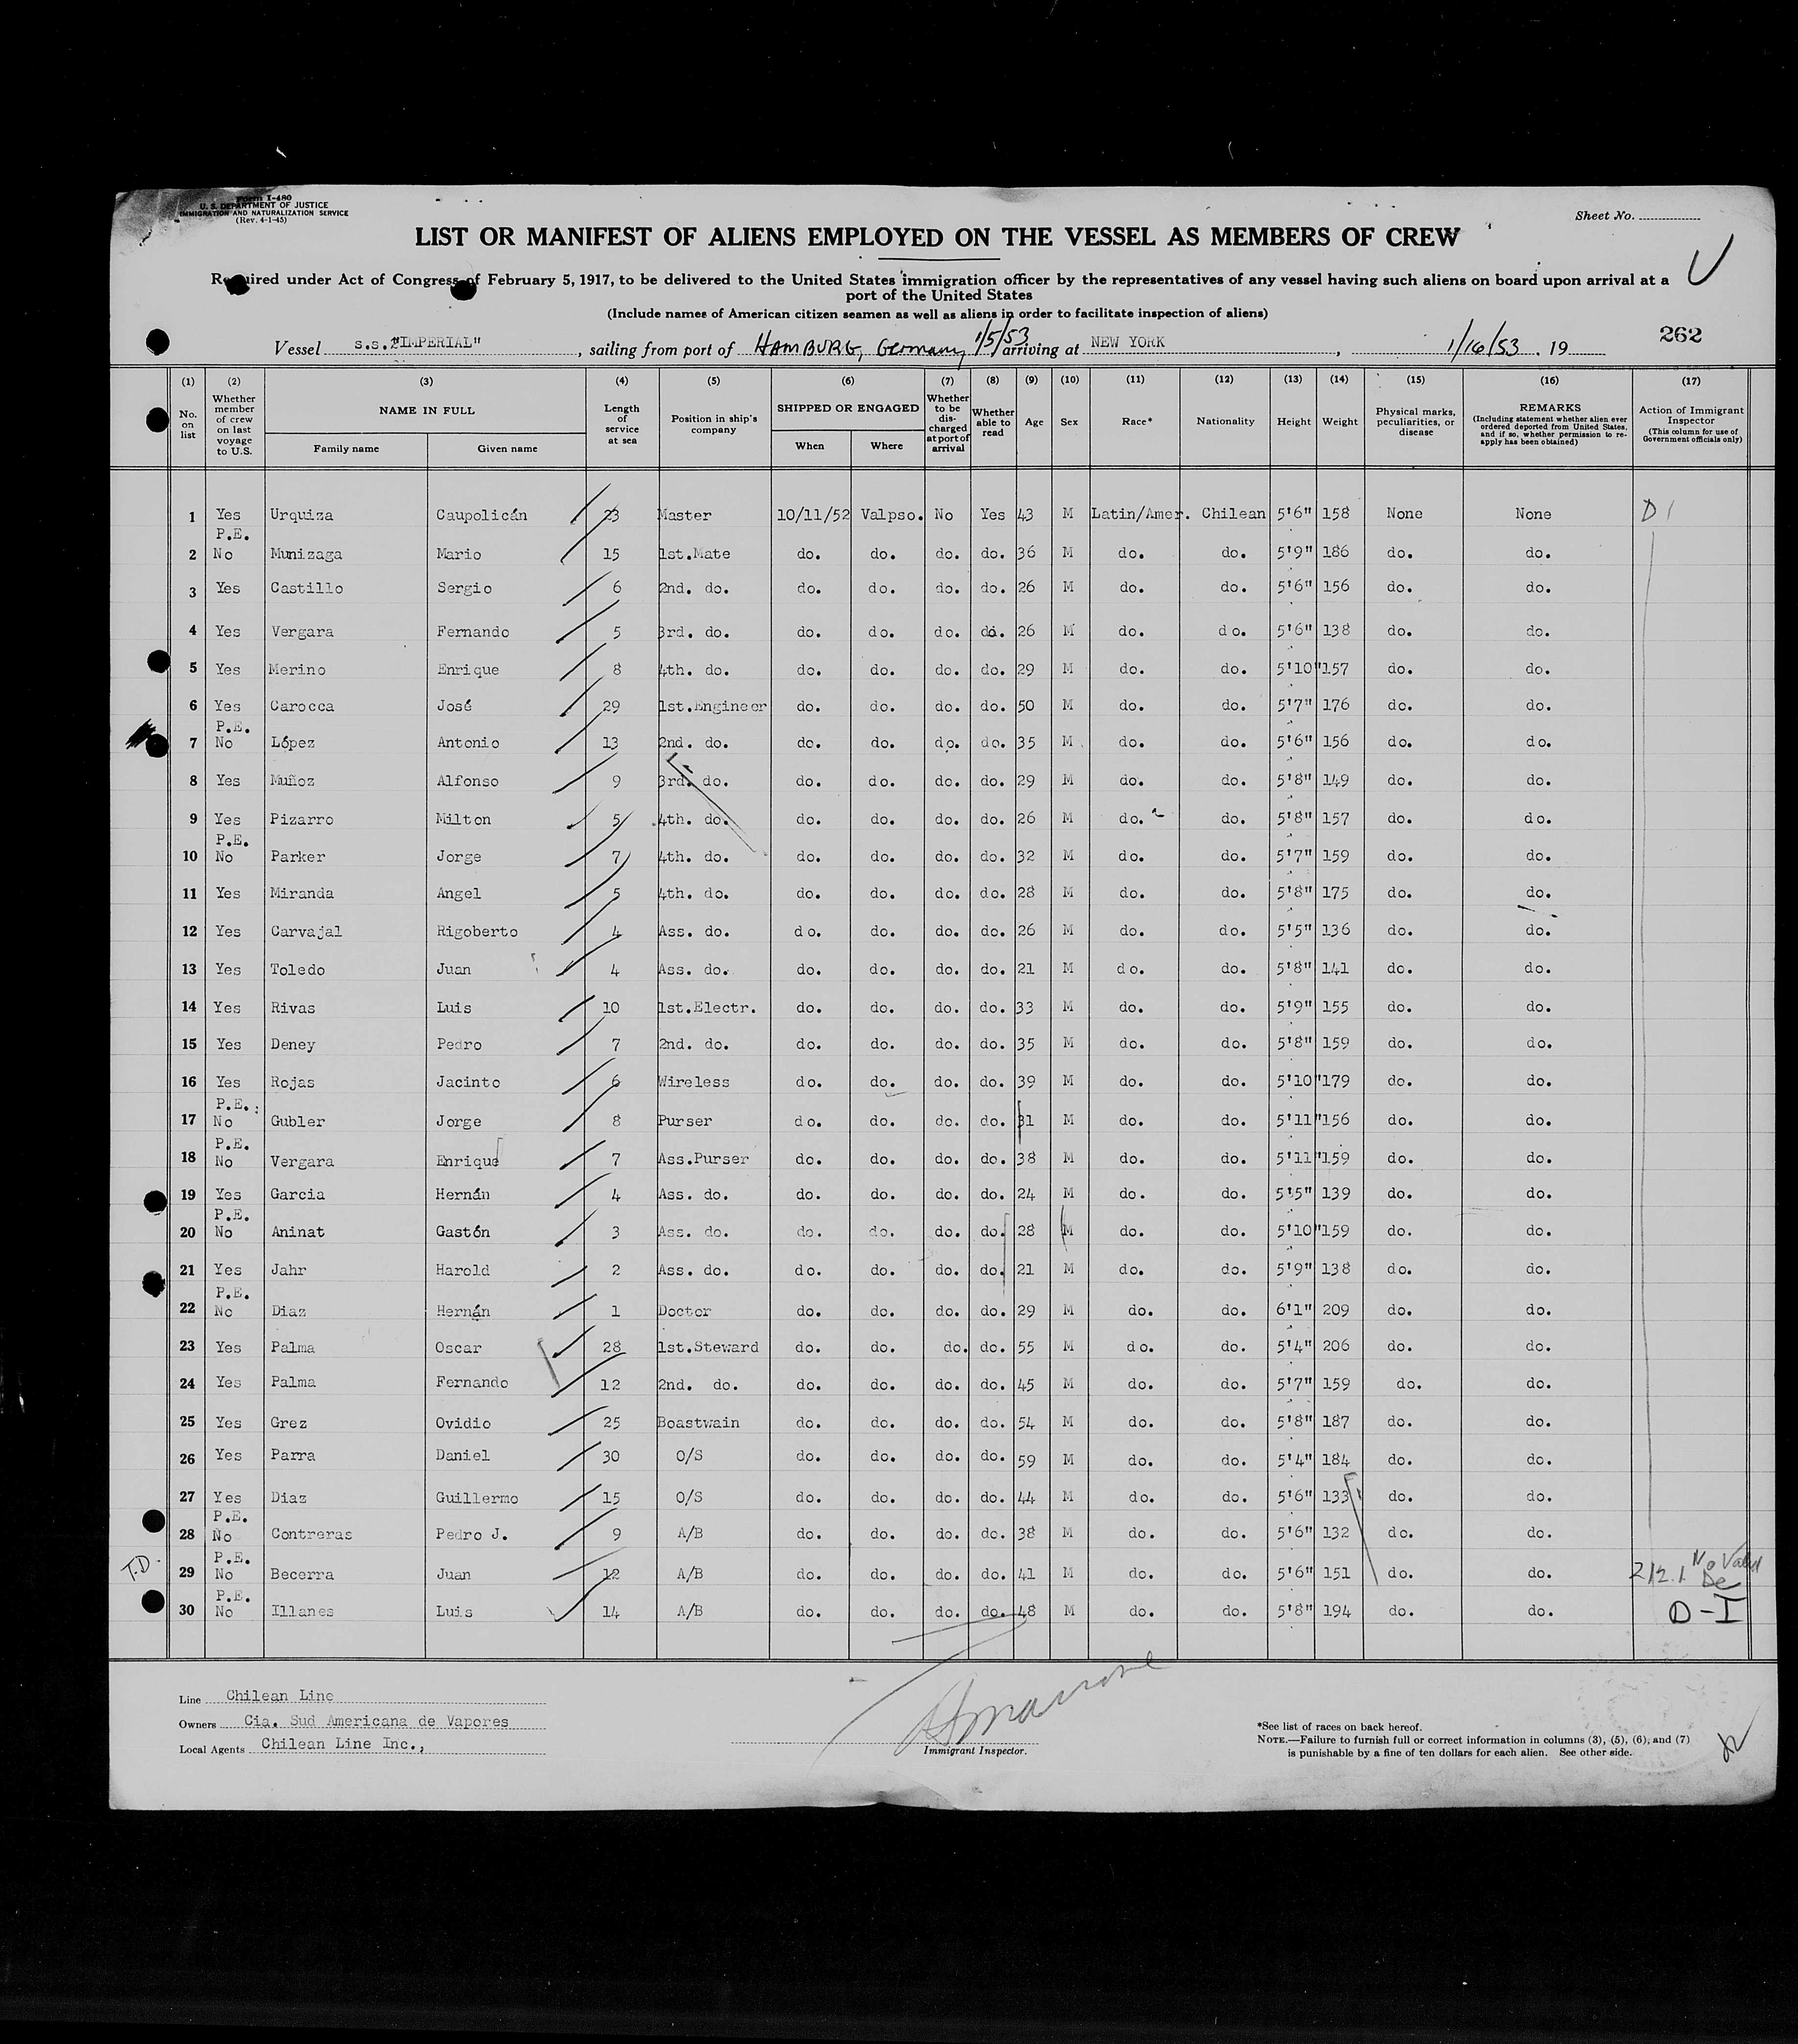 Form I-480
U. S. DEPARTMENT OF JUSTICE
IMMIGRATION AND NATURALIZATION SERVICE
(Rev. 4-1-45)
Sheet No.
LIST OR MANIFEST OF ALIENS EMPLOYED ON THE VESSEL AS MEMBERS OF CREW
Required under Act of Congress of February 5, 1917, to be delivered to the United States immigration officer by the representatives of any vessel having such aliens on board upon arrival at a
port of the United States
(Include names of American citizen seamen as well as aliens in order to facilitate inspection of aliens)
262
Vessel s.s."IMPERIAL", sailing from port of HAMBURG, Germany, 1/5/53 arriving at NEW YORK, 1/16/53. 19
(1) (2) (3) (4) (5) (6) (7) (8) (9) (10) (11) (12) (13) (14) (15) (16) (17)
No. on list Whether member of crew on last voyage to U.S. NAME IN FULL Family name Given name Length of service at sea Position in ship's company SHIPPED OR ENGAGED When Where Whether to be discharged at port of arrival Whether able to read Age Sex Race* Nationality Height Weight Physical marks, peculiarities, or disease REMARKS (Including statement whether alien ever ordered deported from United States, and if so, whether permission to re-apply has been obtained) Action of Immigrant Inspector (This column for use of Government officials only)
1 Yes Urquiza Caupolicán 23 Master 10/11/52 Valpso. No Yes 43 M Latin/Amer. Chilean 5'6" 158 None None D1
P.E.
2 No Munizaga Mario 15 1st.Mate do. do. do. do. 36 M do. do. 5'9" 186 do. do.
3 Yes Castillo Sergio 6 2nd. do. do. do. do. do. 26 M do. do. 5'6" 156 do. do.
4 Yes Vergara Fernando 5 3rd. do. do. do. do. do. 26 M do. do. 5'6" 138 do. do.
5 Yes Merino Enrique 8 4th. do. do. do. do. do. 29 M do. do. 5'10" 157 do. do.
6 Yes Carocca José 29 1st.Engineer do. do. do. do. 50 M do. do. 5'7" 176 do. do.
P.E.
7 No López Antonio 13 2nd. do. do. do. do. do. 35 M do. do. 5'6" 156 do. do.
8 Yes Muñoz Alfonso 9 3rd. do. do. do. do. do. 29 M do. do. 5'8" 149 do. do.
9 Yes Pizarro Milton 5 4th. do. do. do. do. do. 26 M do. do. 5'8" 157 do. do.
P.E.
10 No Parker Jorge 7 4th. do. do. do. do. do. 32 M do. do. 5'7" 159 do. do.
11 Yes Miranda Angel 5 4th. do. do. do. do. do. 28 M do. do. 5'8" 175 do. do.
12 Yes Carvajal Rigoberto 4 Ass. do. do. do. do. do. 26 M do. do. 5'5" 136 do. do.
13 Yes Toledo Juan 4 Ass. do. do. do. do. do. 21 M do. do. 5'8" 141 do. do.
14 Yes Rivas Luis 10 1st.Electr. do. do. do. do. 33 M do. do. 5'9" 155 do. do.
15 Yes Deney Pedro 7 2nd. do. do. do. do. do. 35 M do. do. 5'8" 159 do. do.
16 Yes Rojas Jacinto 6 Wireless do. do. do. do. 39 M do. do. 5'10" 179 do. do.
P.E.
17 No Gubler Jorge 8 Purser do. do. do. do. 31 M do. do. 5'11" 156 do. do.
P.E.
18 No Vergara Enrique 7 Ass.Purser do. do. do. do. 38 M do. do. 5'11" 159 do. do.
19 Yes Garcia Hernán 4 Ass. do. do. do. do. do. 24 M do. do. 5'5" 139 do. do.
P.E.
20 No Aninat Gastón 3 Ass. do. do. do. do. do. 28 M do. do. 5'10" 159 do. do.
21 Yes Jahr Harold 2 Ass. do. do. do. do. do. 21 M do. do. 5'9" 138 do. do.
P.E.
22 No Diaz Hernán 1 Doctor do. do. do. do. 29 M do. do. 6'1" 209 do. do.
23 Yes Palma Oscar 28 1st.Steward do. do. do. do. 55 M do. do. 5'4" 206 do. do.
24 Yes Palma Fernando 12 2nd. do. do. do. do. do. 45 M do. do. 5'7" 159 do. do.
25 Yes Grez Ovidio 25 Boastwain do. do. do. do. 54 M do. do. 5'8" 187 do. do.
26 Yes Parra Daniel 30 O/S do. do. do. do. 59 M do. do. 5'4" 184 do. do.
27 Yes Diaz Guillermo 15 O/S do. do. do. do. 44 M do. do. 5'6" 133 do. do.
P.E.
28 No Contreras Pedro J. 9 A/B do. do. do. do. 38 M do. do. 5'6" 132 do. do.
P.E.
T.D. 29 No Becerra Juan 12 A/B do. do. do. do. 41 M do. do. 5'6" 151 do. do. 212.1 No Valid
P.E.
30 No Illanes Luis 14 A/B do. do. do. do. 48 M do. do. 5'8" 194 do. do. D-I
Line Chilean Line
Owners Cia. Sud Americana de Vapores
Local Agents Chilean Line Inc.,
Immigrant Inspector.
*See list of races on back hereof.
NOTE.—Failure to furnish full or correct information in columns (3), (5), (6), and (7)
is punishable by a fine of ten dollars for each alien. See other side.